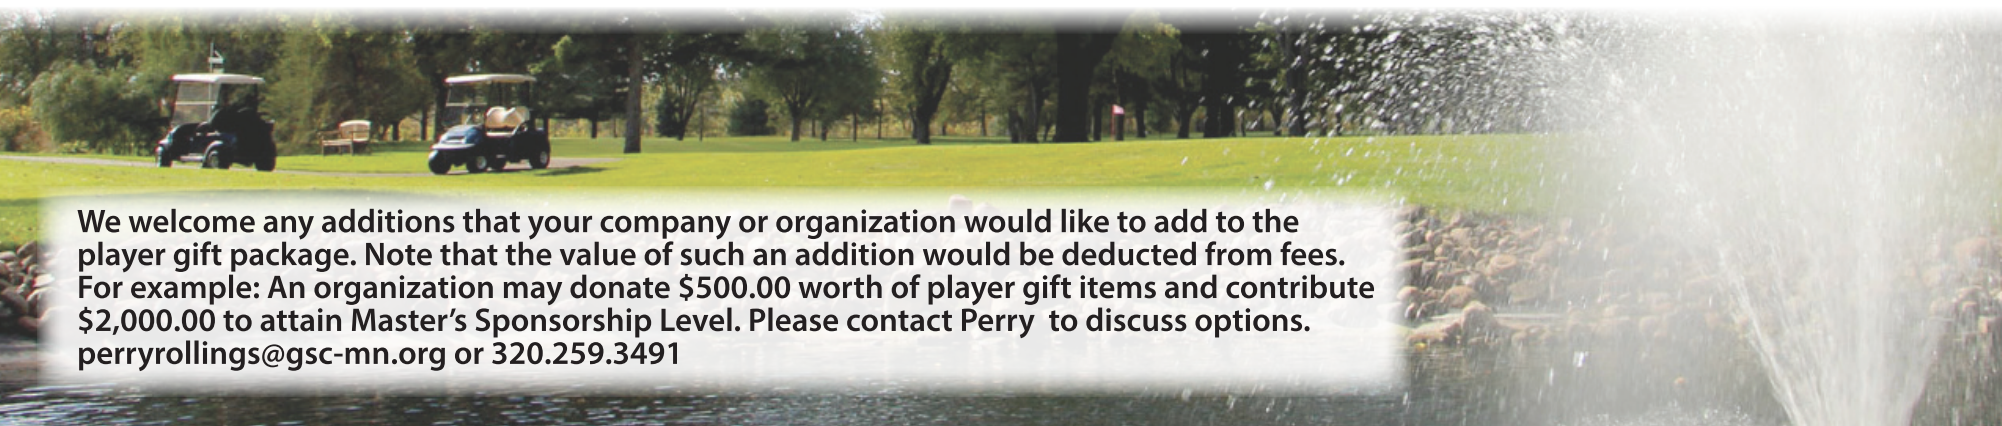 We welcome any additions that your company or organization would like to add to the
player gift package. Note that the value of such an addition would be deducted from fees.
For example: An organization may donate $500.00 worth of player gift items and contribute
$2,000.00 to attain Master’s Sponsorship Level. Please contact Perry  to discuss options.
perryrollings@gsc-mn.org or 320.259.3491